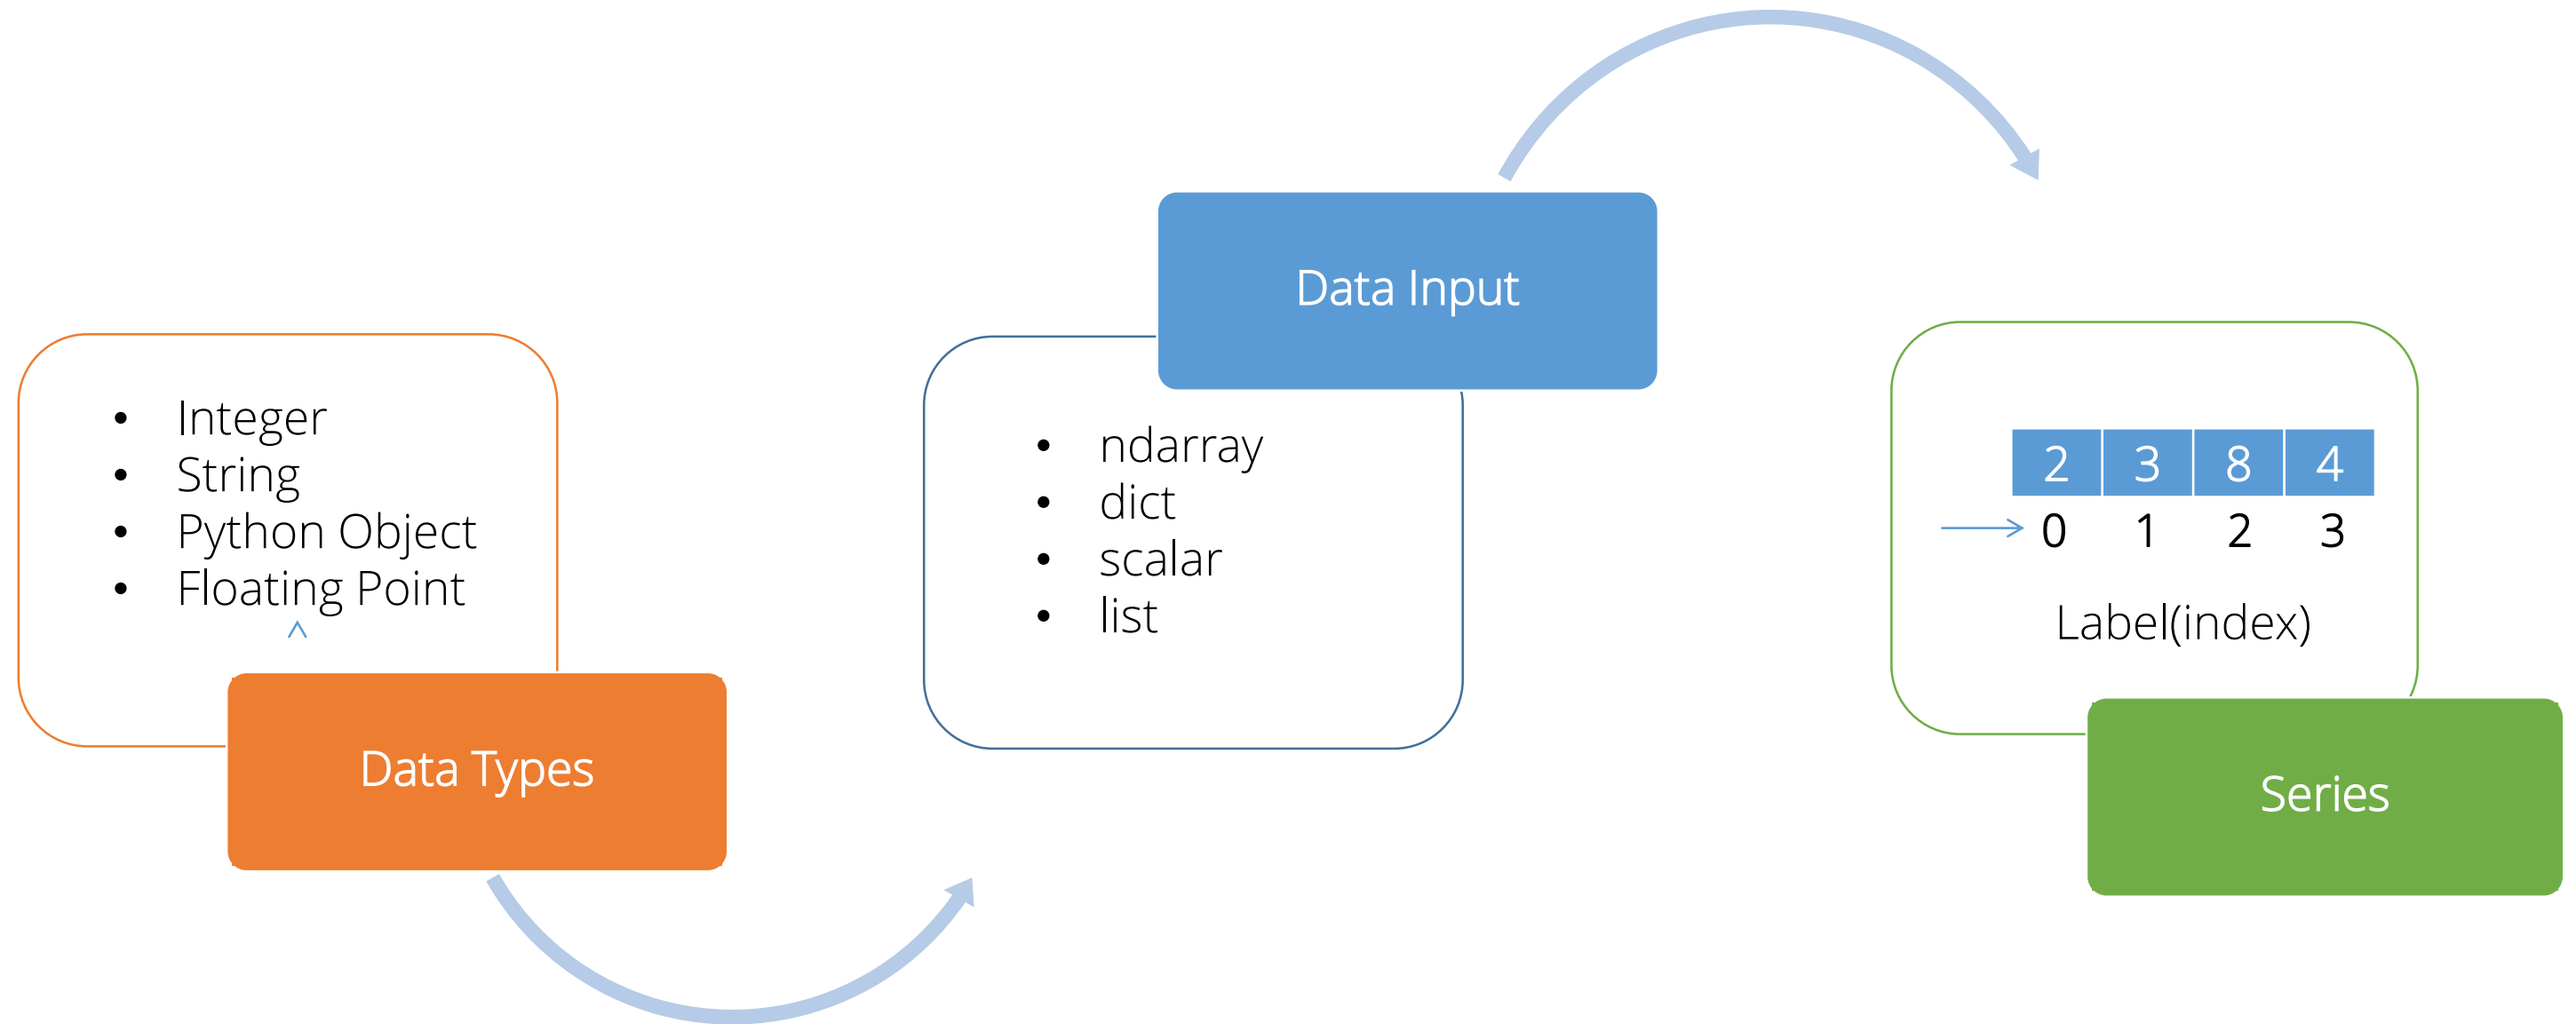 • Integer
• String
• Python Object
• Floating Point
Data Types
Data Input
• ndarray
• dict
• scalar
• list
2 3 8 4
0 1 2 3
Label(index)
Series